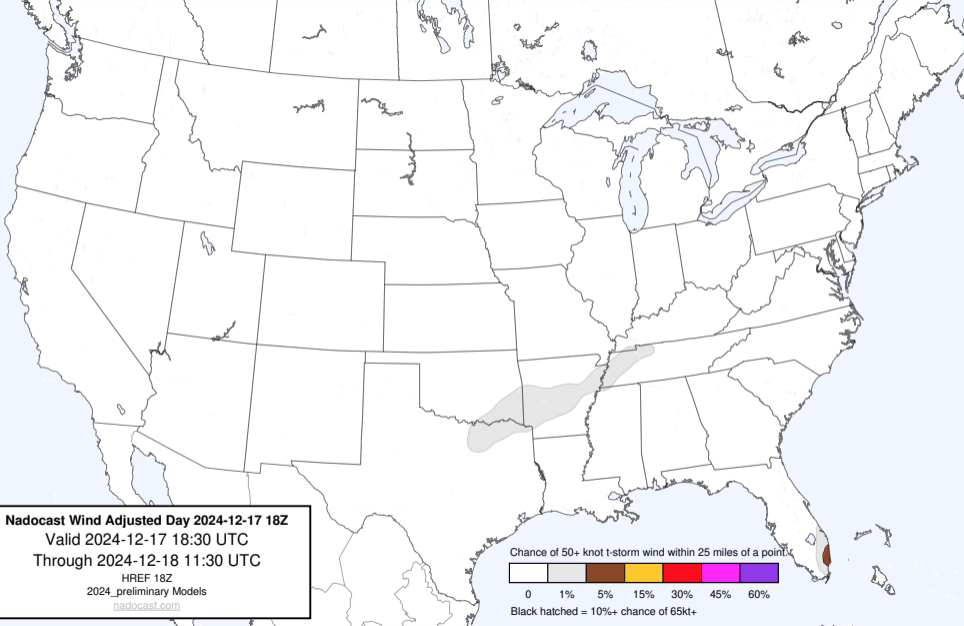 Nadocast Wind Adjusted Day 2024-12-17 18Z
Valid 2024-12-17 18:30 UTC
Through 2024-12-18 11:30 UTC
HREF 18Z
2024_preliminary Models
nadocast.com
Chance of 50+ knot t-storm wind within 25 miles of a point.
0 1% 5% 15% 30% 45% 60%
Black hatched = 10%+ chance of 65kt+